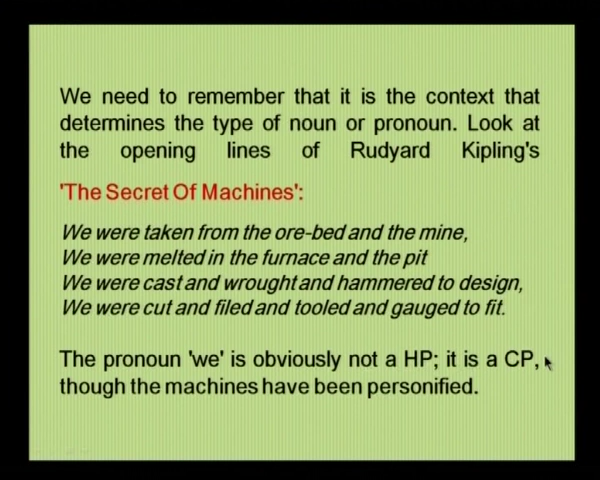 We need to remember that it is the context that
determines the type of noun or pronoun. Look at
the opening lines of Rudyard Kipling's
'The Secret Of Machines':
We were taken from the ore-bed and the mine,
We were melted in the furnace and the pit
We were cast and wrought and hammered to design,
We were cut and filed and tooled and gauged to fit.
The pronoun 'we' is obviously not a HP; it is a CP,
though the machines have been personified.